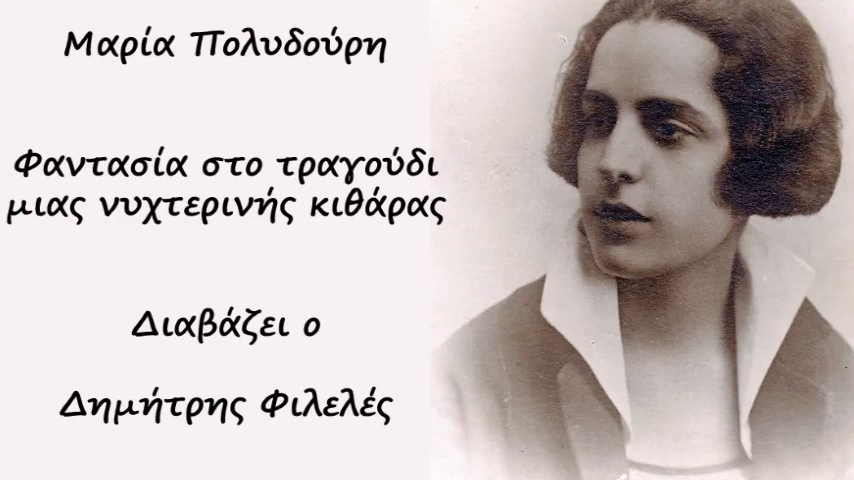 Μαρία Πολυδούρη
Φαντασία στο τραγούδι
μιας νυχτερινής κιθάρας
Διαβάζει ο
Δημήτρης Φιλελές